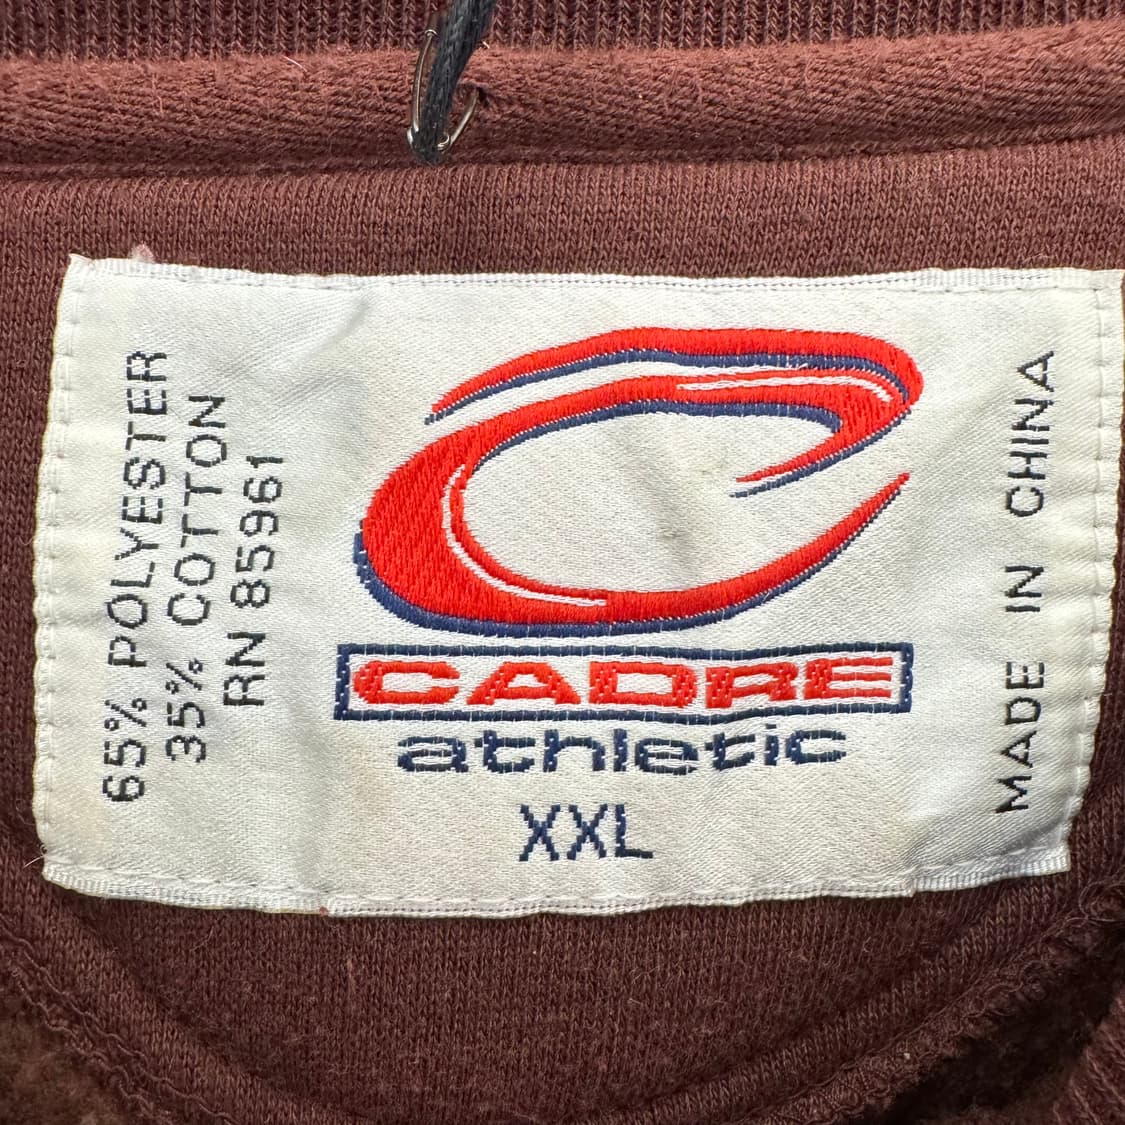 65% POLYESTER
35% COTTON
RN 85961
CADRE
athletic
XXL
MADE IN CHINA